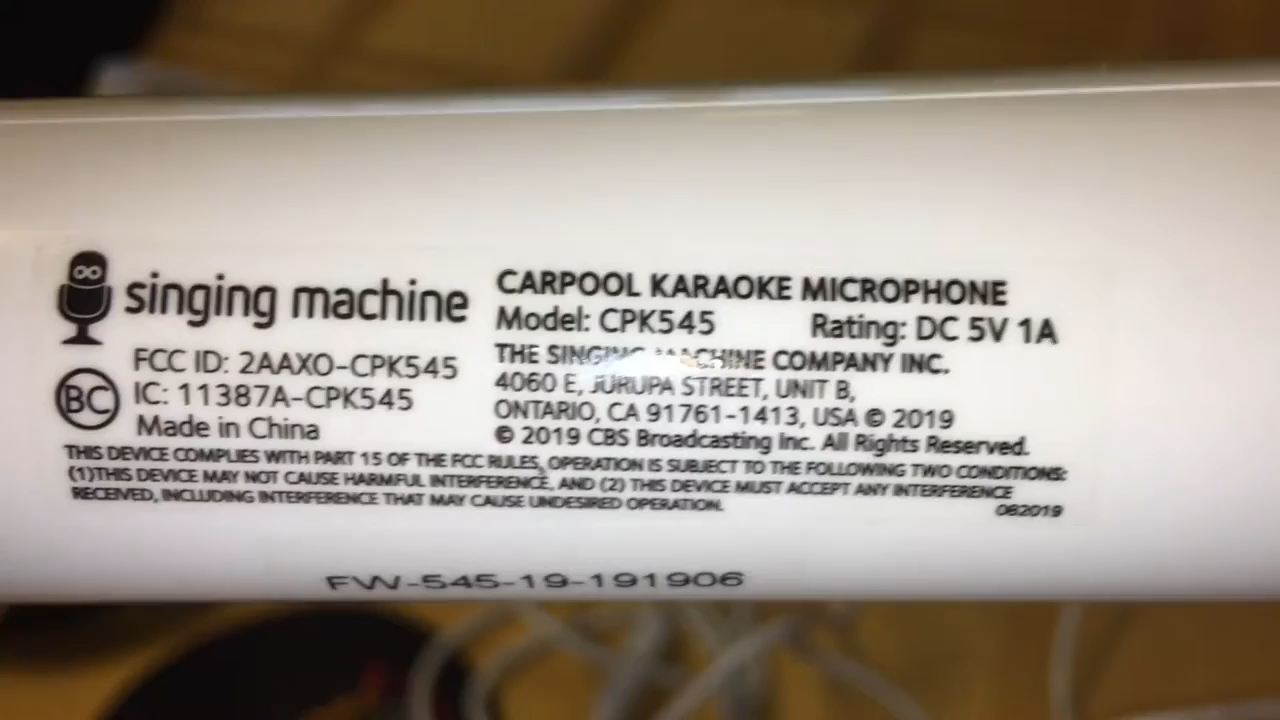 singing machine
FCC ID: 2AAXO-CPK545
BC
IC: 11387A-CPK545
Made in China
CARPOOL KARAOKE MICROPHONE
Model: CPK545 Rating: DC 5V 1A
THE SINGING MACHINE COMPANY INC.
4060 E, JURUPA STREET, UNIT B,
ONTARIO, CA 91761-1413, USA © 2019
© 2019 CBS Broadcasting Inc. All Rights Reserved.
THIS DEVICE COMPLIES WITH PART 15 OF THE FCC RULES, OPERATION IS SUBJECT TO THE FOLLOWING TWO CONDITIONS:
(1)THIS DEVICE MAY NOT CAUSE HARMFUL INTERFERENCE, AND (2) THIS DEVICE MUST ACCEPT ANY INTERFERENCE
RECEIVED, INCLUDING INTERFERENCE THAT MAY CAUSE UNDESIRED OPERATION.
062019
FW-545-19-191906